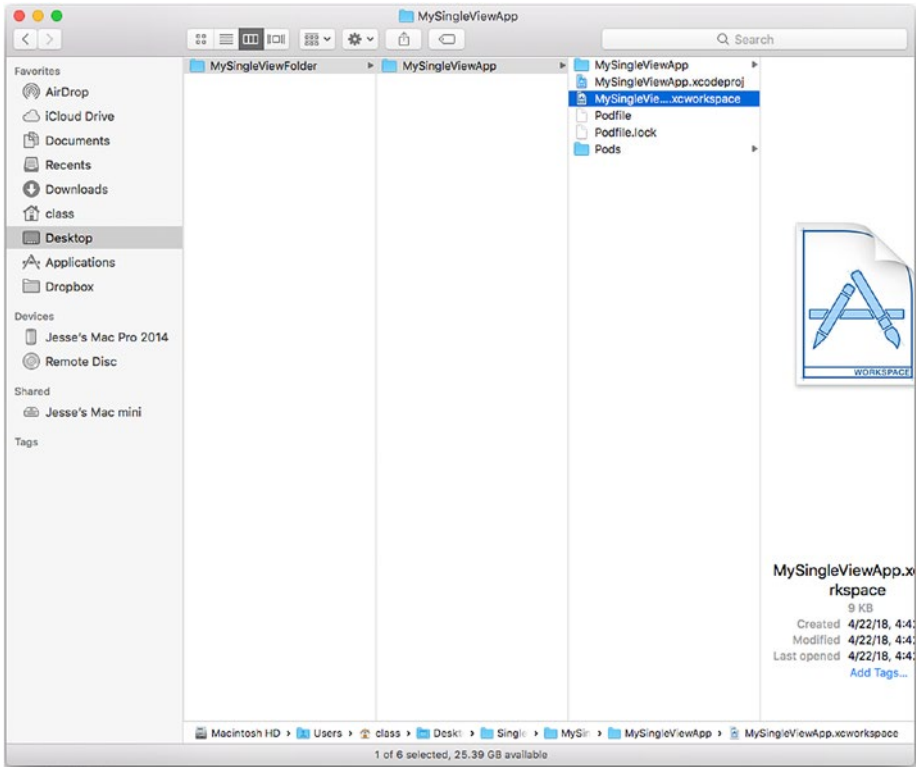 MySingleViewApp
Search
Favorites
AirDrop
iCloud Drive
Documents
Recents
Downloads
class
Desktop
Applications
Dropbox
Devices
Jesse's Mac Pro 2014
Remote Disc
Shared
Jesse's Mac mini
Tags
MySingleViewFolder
MySingleViewApp
MySingleViewApp
MySingleViewApp.xcodeproj
MySingleVie....xcworkspace
Podfile
Podfile.lock
Pods
WORKSPACE
MySingleViewApp.x
rkspace
9 KB
Created 4/22/18, 4:4
Modified 4/22/18, 4:4
Last opened 4/22/18, 4:4
Add Tags...
Macintosh HD › Users › class › Deskt › Single › MySin › MySingleViewApp › MySingleViewApp.xcworkspace
1 of 6 selected, 25.39 GB available